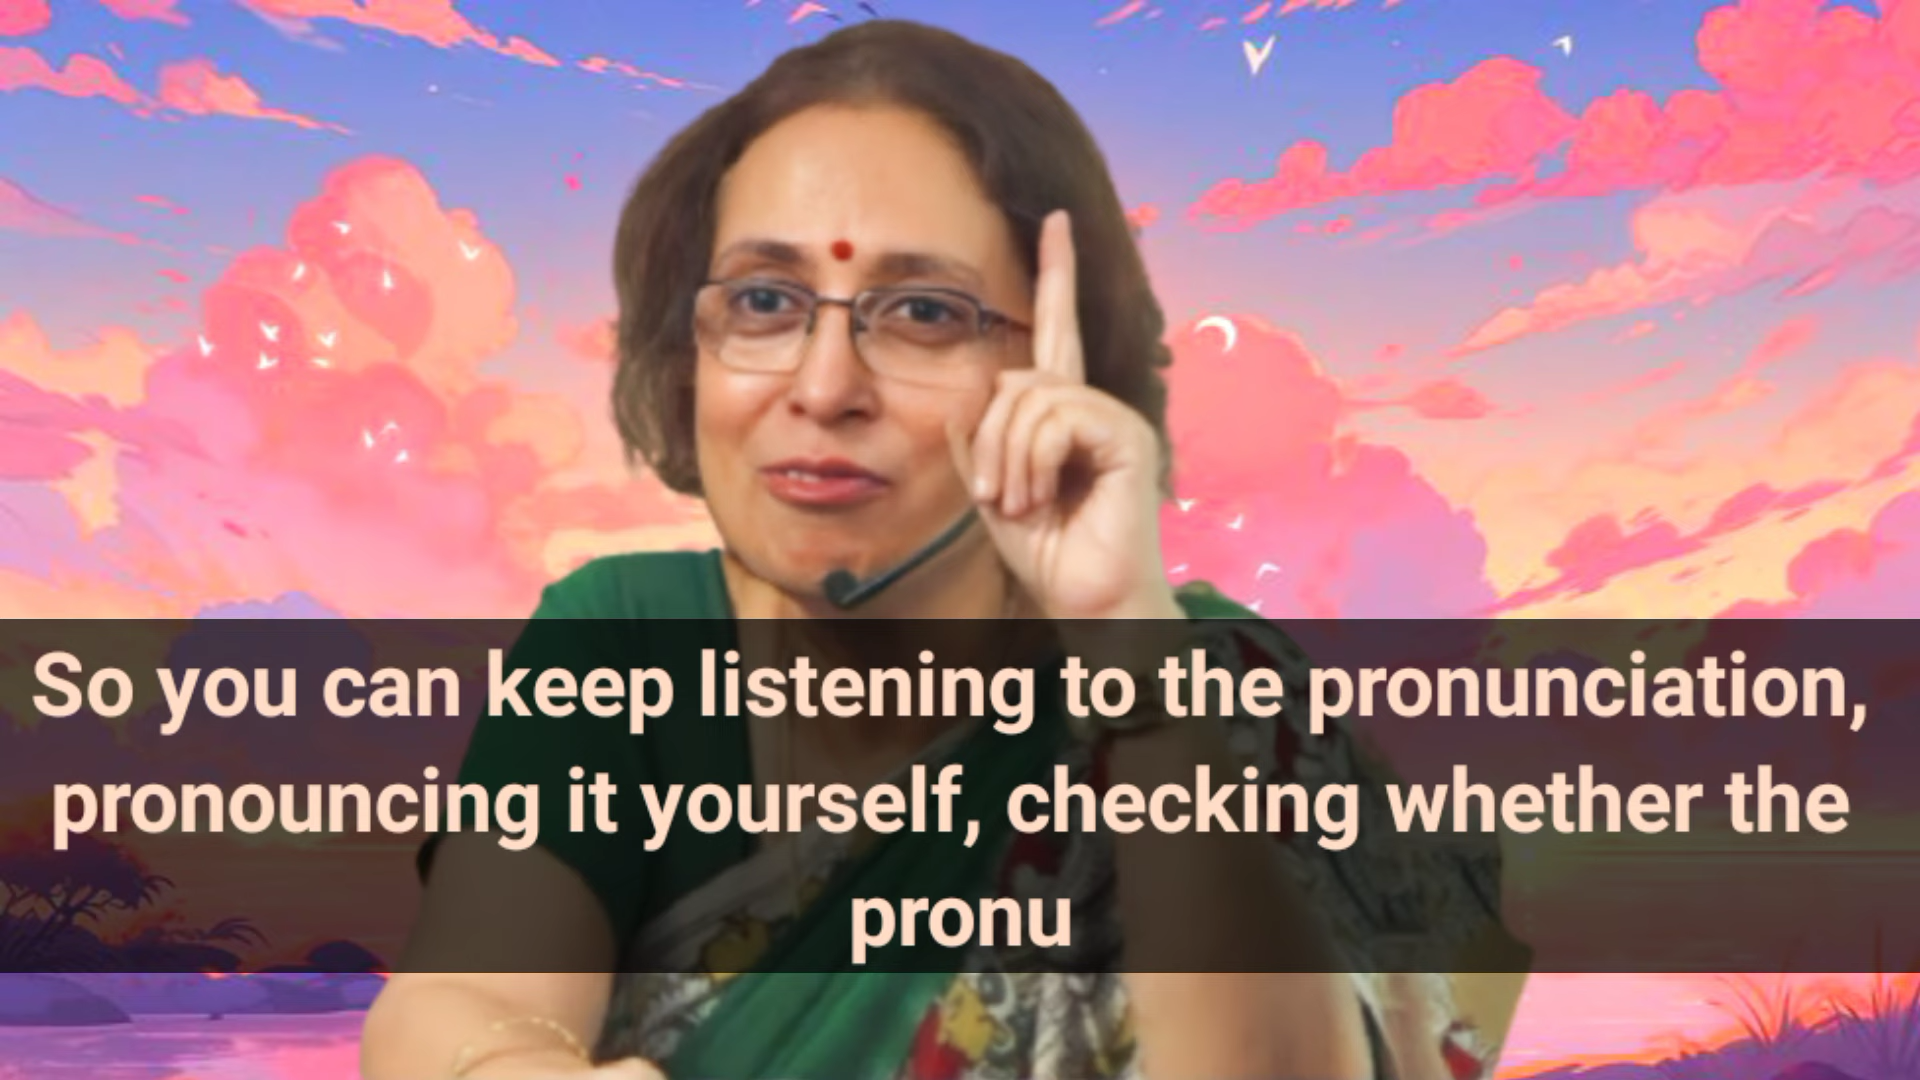 So you can keep listening to the pronunciation,
pronouncing it yourself, checking whether the
pronu